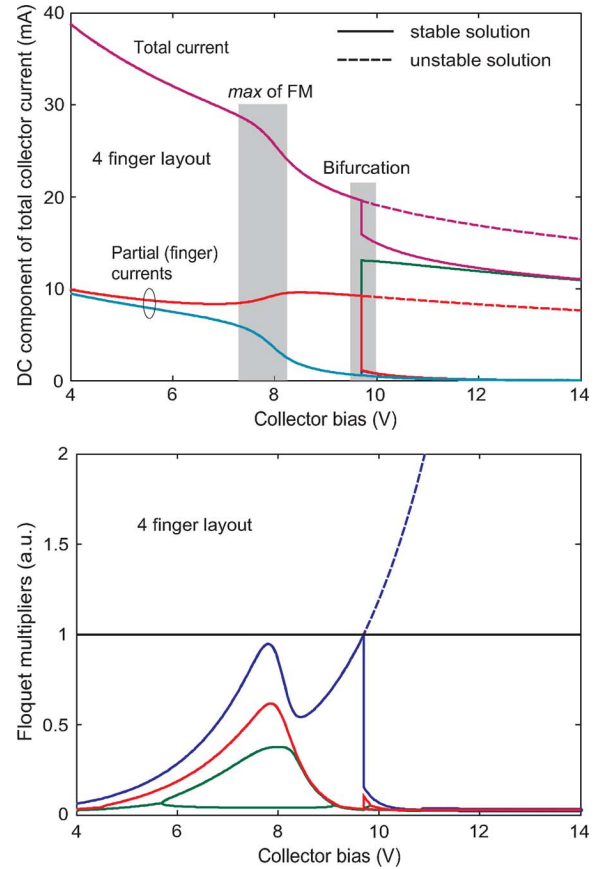 DC component of total collector current (mA)
40
30
20
10
0
Total current
stable solution
unstable solution
max of FM
4 finger layout
Bifurcation
Partial (finger)
currents
4
6
8
10
12
14
Collector bias (V)
Floquet multipliers (a.u.)
2
1.5
1
0.5
0
4 finger layout
4
6
8
10
12
14
Collector bias (V)